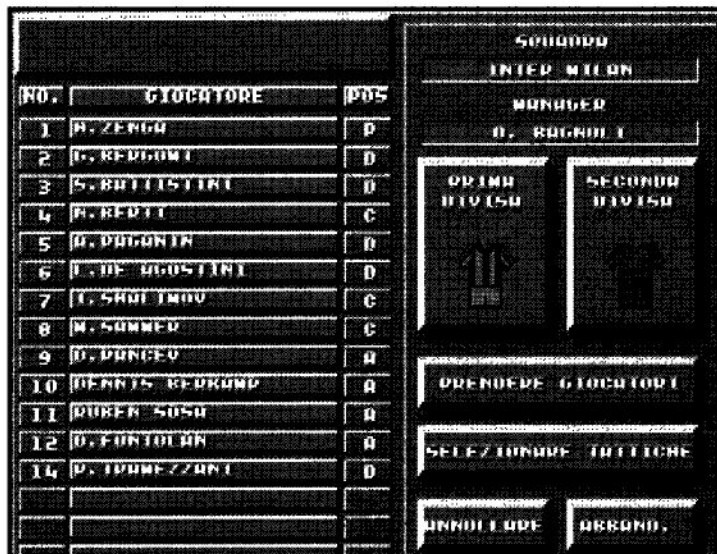 SQUADRA
INTER MILAN
MANAGER
O. BAGNOLI
NO. GIOCATORE POS
1 W.ZENGA P
2 G.BERGOMI D
3 S.BATTISTINI D
4 N.BERTI C
5 A.PAGANIN D
6 L.DE AGOSTINI D
7 I.SHALIMOV C
8 M.SAMMER C
9 D.PANCEV A
10 DENNIS BERKAMP A
11 RUBEN SOSA A
12 D.FONTOLAN A
14 P.TRAMEZZANI D
PRIMA DIVISA
SECONDA DIVISA
PRENDERE GIOCATORI
SELEZIONARE TATTICHE
ANNULLARE
ABBAND.